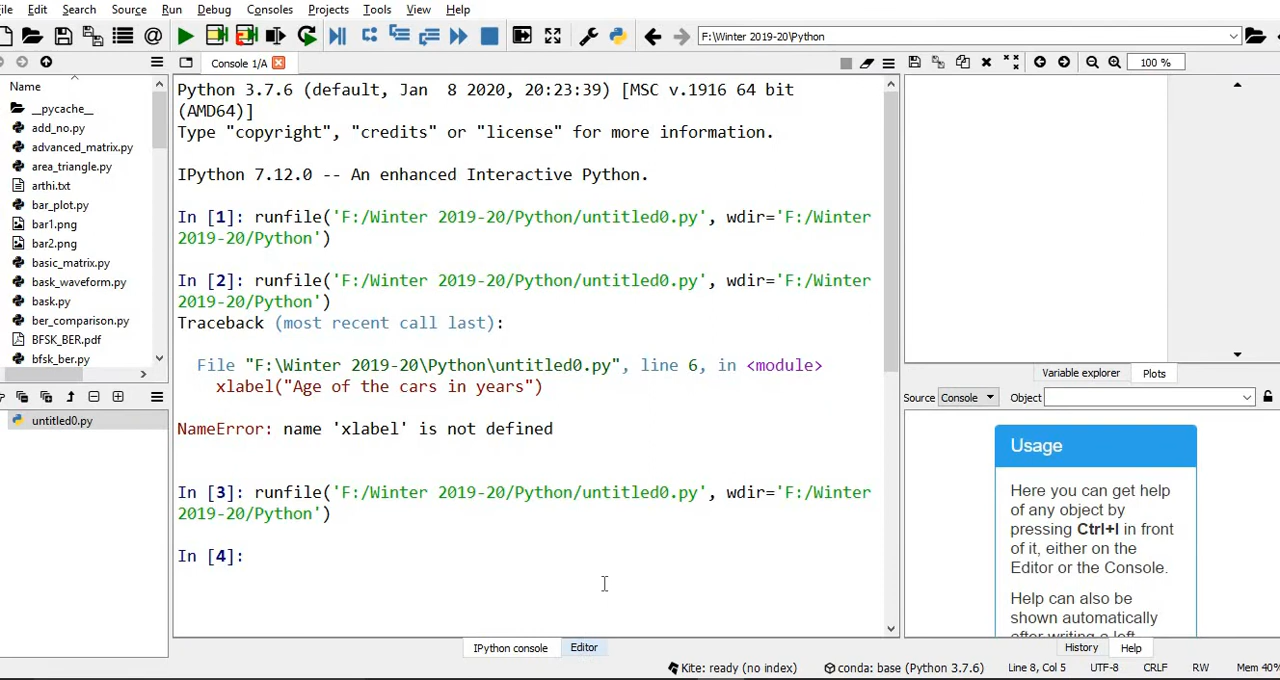 File Edit Search Source Run Debug Consoles Projects Tools View Help
F:\Winter 2019-20\Python
Console 1/A
100 %
Name
__pycache__
add_no.py
advanced_matrix.py
area_triangle.py
arthi.txt
bar_plot.py
bar1.png
bar2.png
basic_matrix.py
bask_waveform.py
bask.py
ber_comparison.py
BFSK_BER.pdf
bfsk_ber.py
untitled0.py
Python 3.7.6 (default, Jan  8 2020, 20:23:39) [MSC v.1916 64 bit
(AMD64)]
Type "copyright", "credits" or "license" for more information.
IPython 7.12.0 -- An enhanced Interactive Python.
In [1]: runfile('F:/Winter 2019-20/Python/untitled0.py', wdir='F:/Winter
2019-20/Python')
In [2]: runfile('F:/Winter 2019-20/Python/untitled0.py', wdir='F:/Winter
2019-20/Python')
Traceback (most recent call last):
File "F:\Winter 2019-20\Python\untitled0.py", line 6, in <module>
xlabel("Age of the cars in years")
NameError: name 'xlabel' is not defined
In [3]: runfile('F:/Winter 2019-20/Python/untitled0.py', wdir='F:/Winter
2019-20/Python')
In [4]:
IPython console Editor
Variable explorer Plots
Source Console Object
Usage
Here you can get help
of any object by
pressing Ctrl+I in front
of it, either on the
Editor or the Console.
Help can also be
shown automatically
after writing a left
History Help
Kite: ready (no index) conda: base (Python 3.7.6) Line 8, Col 5 UTF-8 CRLF RW Mem 40%